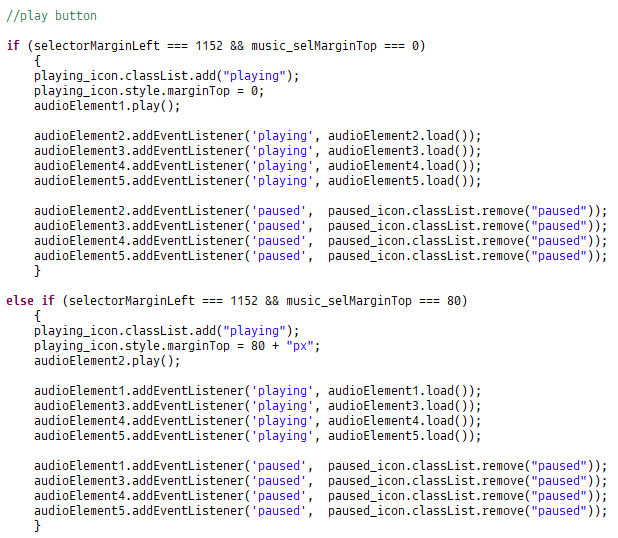 //play button
if (selectorMarginLeft === 1152 && music_selMarginTop === 0)
{
playing_icon.classList.add("playing");
playing_icon.style.marginTop = 0;
audioElement1.play();
audioElement2.addEventListener('playing', audioElement2.load());
audioElement3.addEventListener('playing', audioElement3.load());
audioElement4.addEventListener('playing', audioElement4.load());
audioElement5.addEventListener('playing', audioElement5.load());
audioElement2.addEventListener('paused',  paused_icon.classList.remove("paused"));
audioElement3.addEventListener('paused',  paused_icon.classList.remove("paused"));
audioElement4.addEventListener('paused',  paused_icon.classList.remove("paused"));
audioElement5.addEventListener('paused',  paused_icon.classList.remove("paused"));
}
else if (selectorMarginLeft === 1152 && music_selMarginTop === 80)
{
playing_icon.classList.add("playing");
playing_icon.style.marginTop = 80 + "px";
audioElement2.play();
audioElement1.addEventListener('playing', audioElement1.load());
audioElement3.addEventListener('playing', audioElement3.load());
audioElement4.addEventListener('playing', audioElement4.load());
audioElement5.addEventListener('playing', audioElement5.load());
audioElement1.addEventListener('paused',  paused_icon.classList.remove("paused"));
audioElement3.addEventListener('paused',  paused_icon.classList.remove("paused"));
audioElement4.addEventListener('paused',  paused_icon.classList.remove("paused"));
audioElement5.addEventListener('paused',  paused_icon.classList.remove("paused"));
}